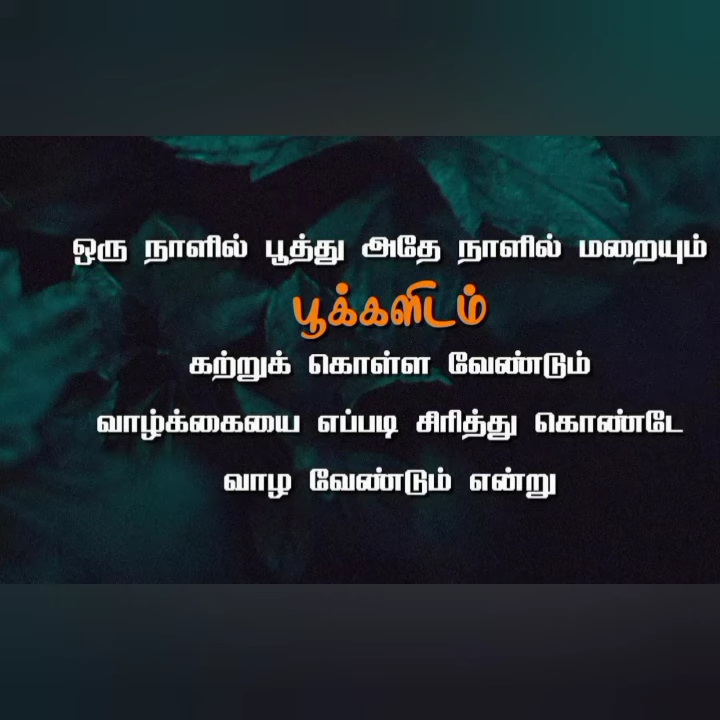 ஒரு நாளில் பூத்து அதே நாளில் மறையும்
பூக்களிடம்
கற்றுக் கொள்ள வேண்டும்
வாழ்க்கையை எப்படி சிரித்து கொண்டே
வாழ வேண்டும் என்று